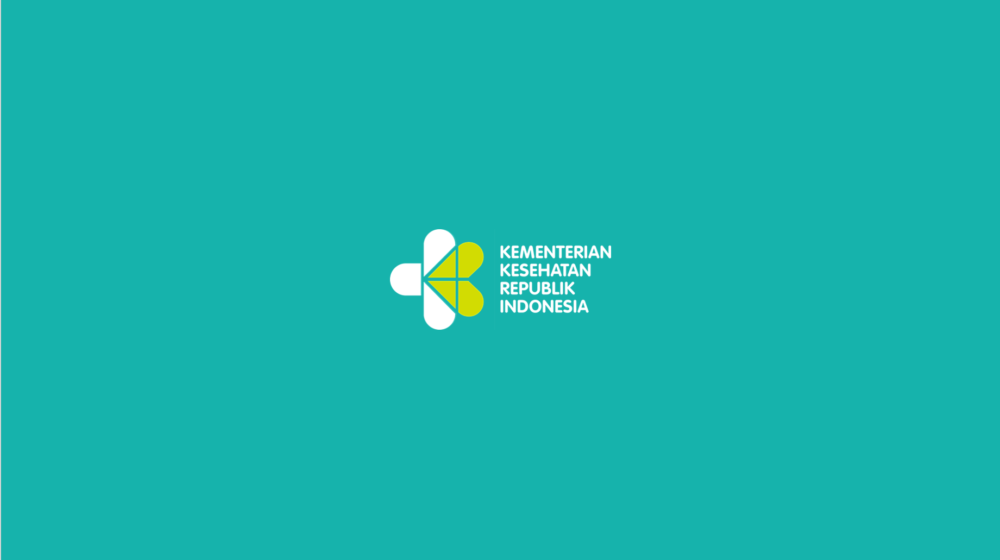 KEMENTERIAN
KESEHATAN
REPUBLIK
INDONESIA